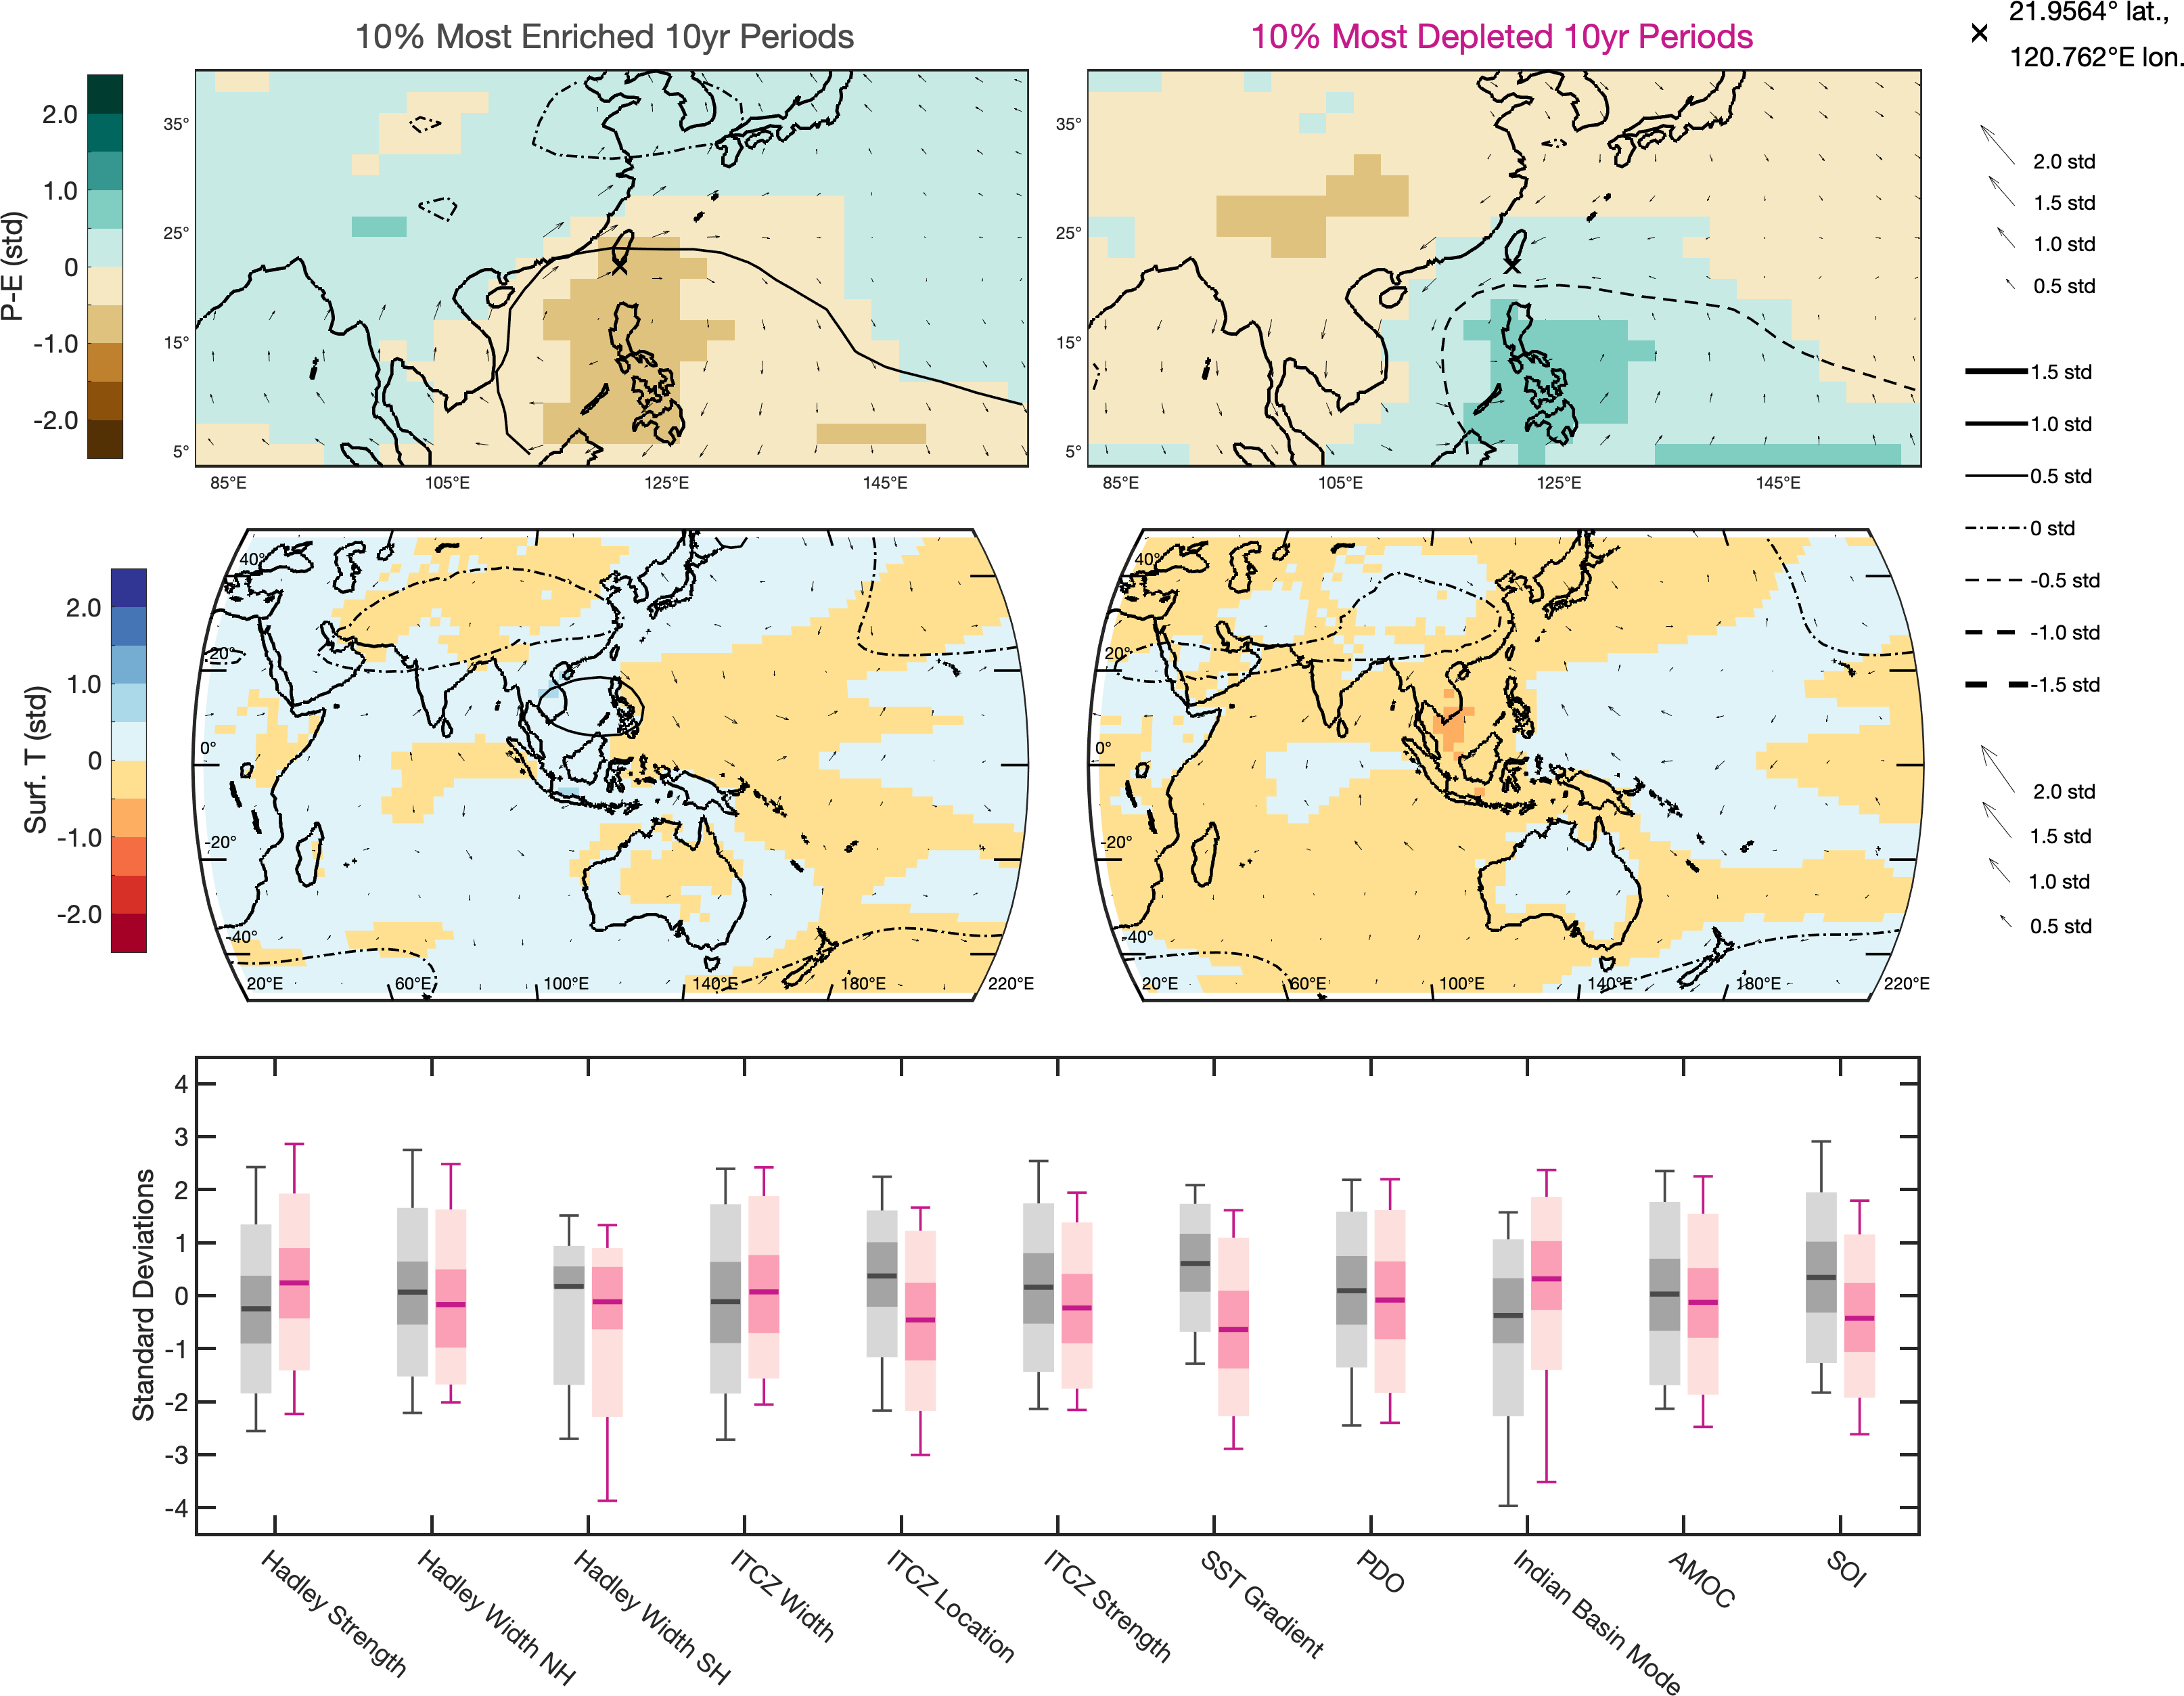 10% Most Enriched 10yr Periods
10% Most Depleted 10yr Periods
21.9564° lat.,
120.762°E lon.
P-E (std)
2.0
1.0
0
-1.0
-2.0
35°
25°
15°
5°
85°E
105°E
125°E
145°E
35°
25°
15°
5°
85°E
105°E
125°E
145°E
2.0 std
1.5 std
1.0 std
0.5 std
1.5 std
1.0 std
0.5 std
0 std
-0.5 std
-1.0 std
-1.5 std
Surf. T (std)
2.0
1.0
0
-1.0
-2.0
40°
20°
0°
-20°
-40°
20°E
60°E
100°E
140°E
180°E
220°E
40°
20°
0°
-20°
-40°
20°E
60°E
100°E
140°E
180°E
220°E
2.0 std
1.5 std
1.0 std
0.5 std
Standard Deviations
4
3
2
1
0
-1
-2
-3
-4
Hadley Strength
Hadley Width NH
Hadley Width SH
ITCZ Width
ITCZ Location
ITCZ Strength
SST Gradient
PDO
Indian Basin Mode
AMOC
SOI